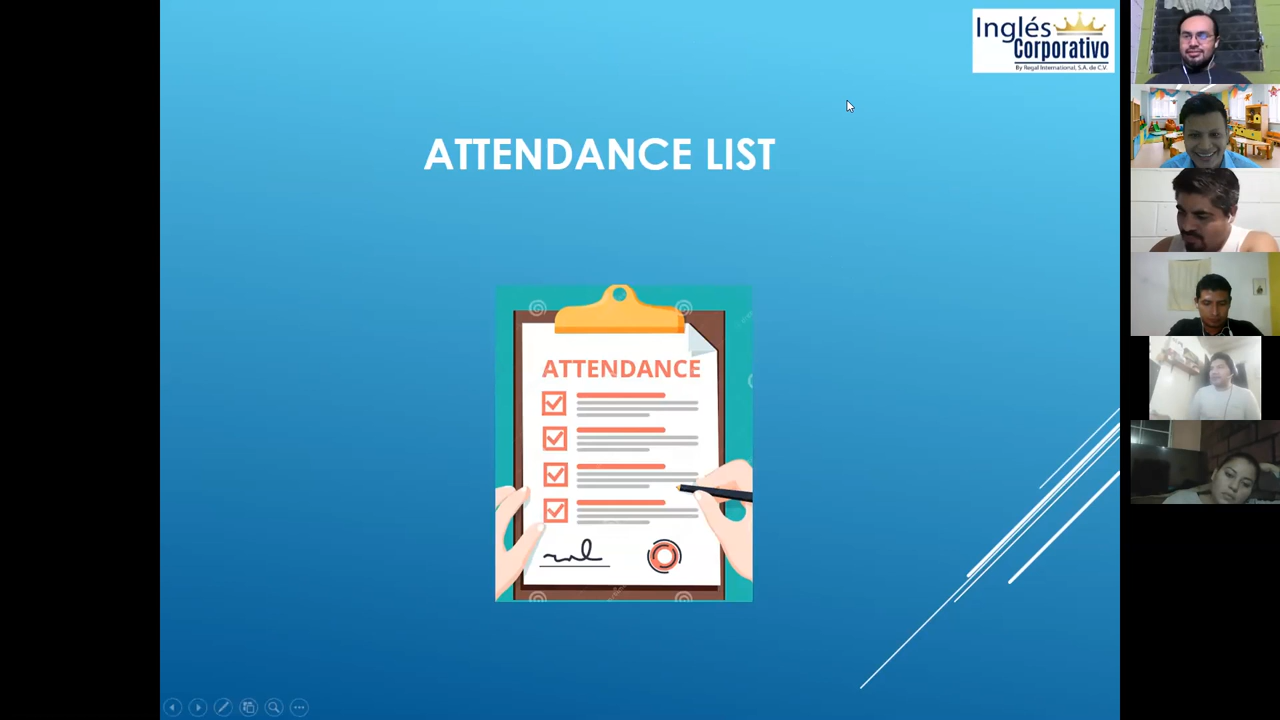 Inglés
Corporativo
By Regal International, S.A. de C.V.
ATTENDANCE LIST
ATTENDANCE